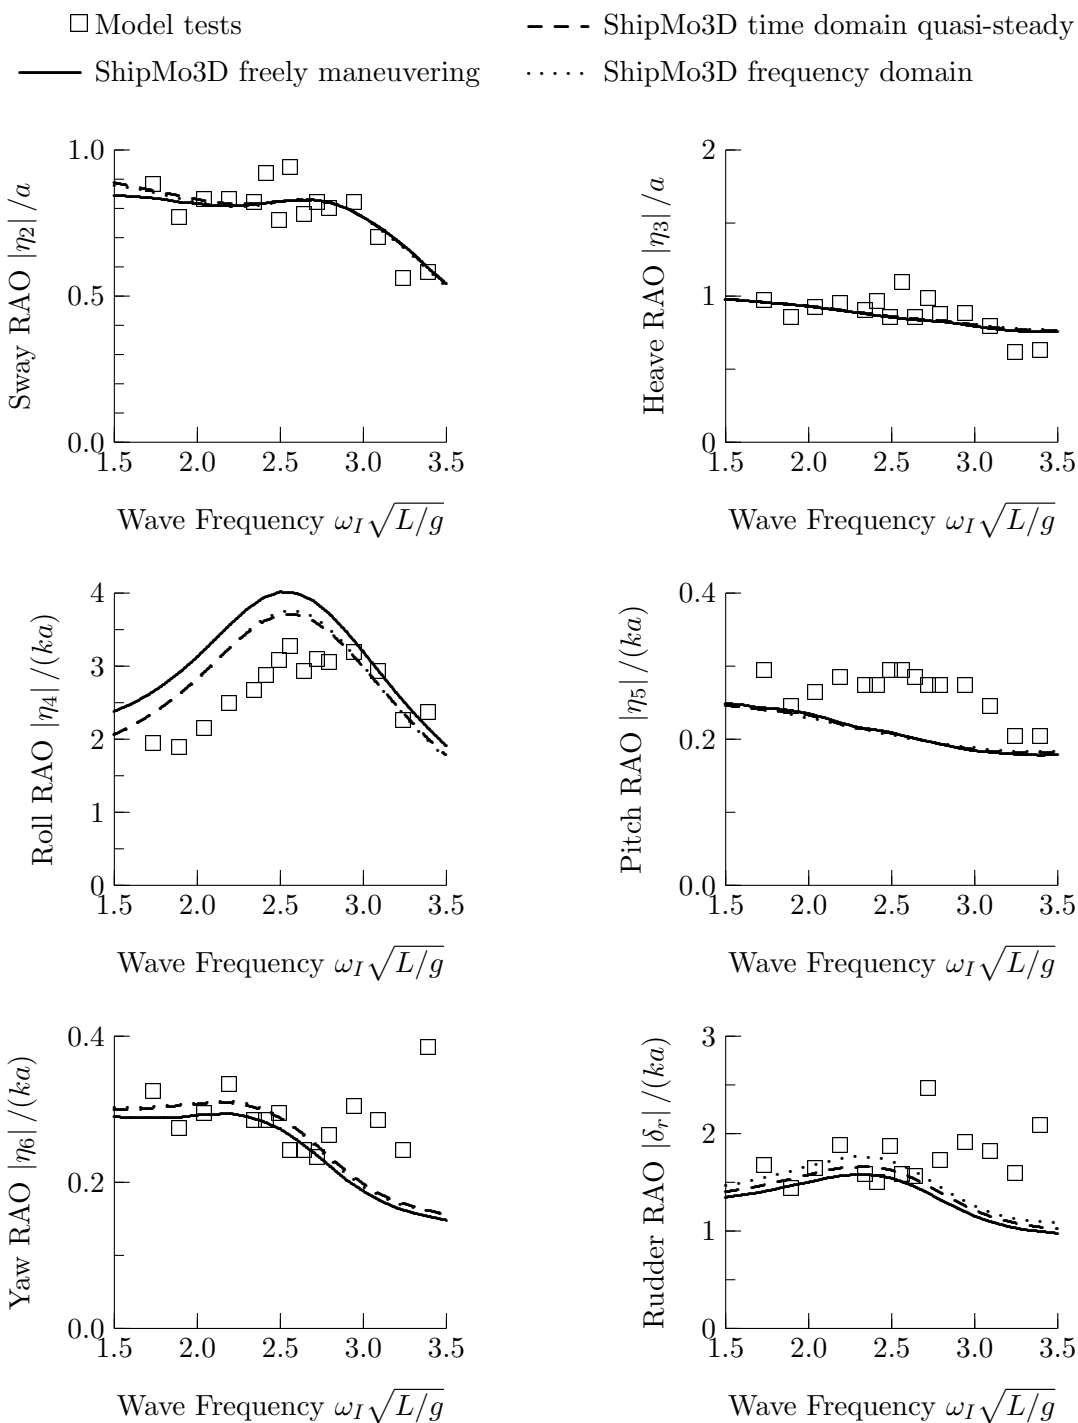 Model tests
ShipMo3D time domain quasi-steady
ShipMo3D freely maneuvering
ShipMo3D frequency domain
Sway RAO |η2| /a
1.0
0.5
0.0
1.5 2.0 2.5 3.0 3.5
Wave Frequency ωI√L/g
Heave RAO |η3| /a
2
1
0
1.5 2.0 2.5 3.0 3.5
Wave Frequency ωI√L/g
Roll RAO |η4| /(ka)
4
3
2
1
0
1.5 2.0 2.5 3.0 3.5
Wave Frequency ωI√L/g
Pitch RAO |η5| /(ka)
0.4
0.2
0.0
1.5 2.0 2.5 3.0 3.5
Wave Frequency ωI√L/g
Yaw RAO |η6| /(ka)
0.4
0.2
0.0
1.5 2.0 2.5 3.0 3.5
Wave Frequency ωI√L/g
Rudder RAO |δr| /(ka)
3
2
1
0
1.5 2.0 2.5 3.0 3.5
Wave Frequency ωI√L/g